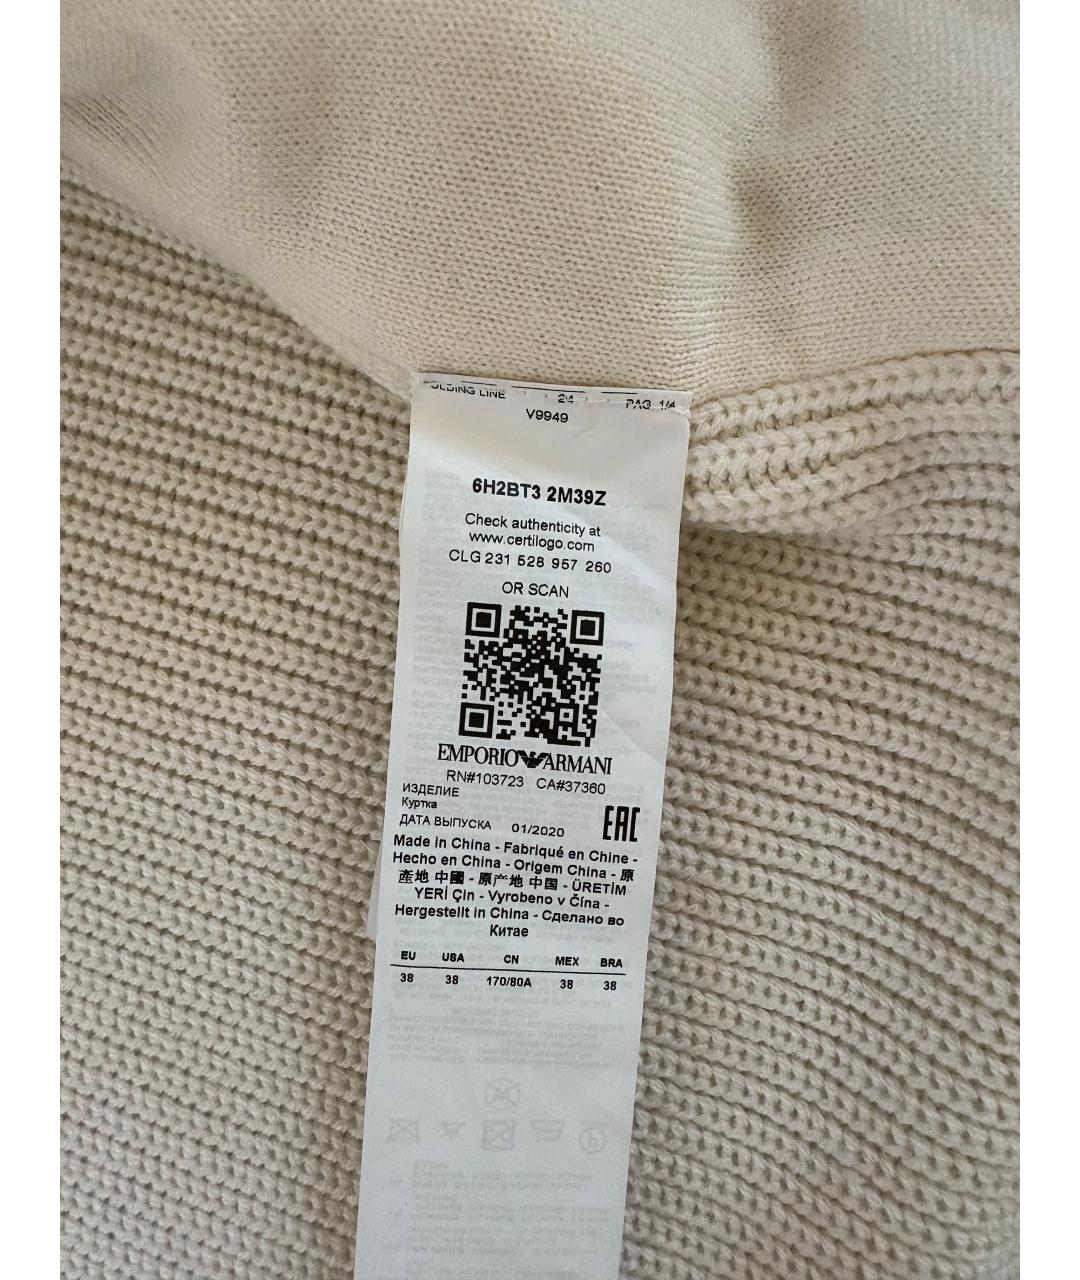 FOLDING LINE 24 PAG 1/4
V9949
6H2BT3 2M39Z
Check authenticity at
www.certilogo.com
CLG 231 528 957 260
OR SCAN
EMPORIO ARMANI
RN#103723 CA#37360
ИЗДЕЛИЕ
Куртка
ДАТА ВЫПУСКА 01/2020
EAC
Made in China - Fabriqué en Chine -
Hecho en China - Origem China - 原
產地 中國 - 原产地 中国 - ÜRETİM
YERİ Çin - Vyrobeno v Čína -
Hergestellt in China - Сделано во
Китае
EU USA CN MEX BRA
38 38 170/80A 38 38